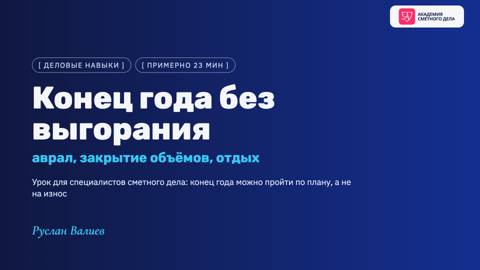 АКАДЕМИЯ
СМЕТНОГО ДЕЛА
[ ДЕЛОВЫЕ НАВЫКИ ] [ ПРИМЕРНО 23 МИН ]
Конец года без
выгорания
аврал, закрытие объёмов, отдых
Урок для специалистов сметного дела: конец года можно пройти по плану, а не
на износ
Руслан Валиев